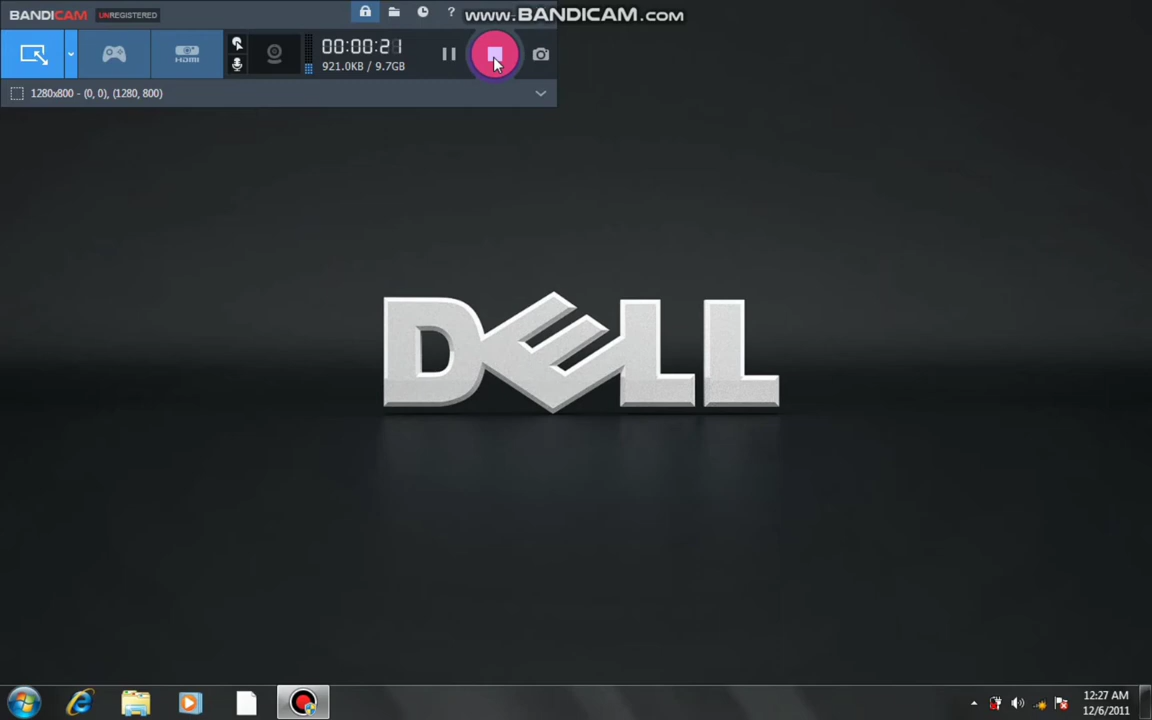 BANDICAM UNREGISTERED ?
www.BANDICAM.com
HDMI
00:00:21
921.0KB / 9.7GB
1280x800 - (0, 0), (1280, 800)
DELL
12:27 AM
12/6/2011